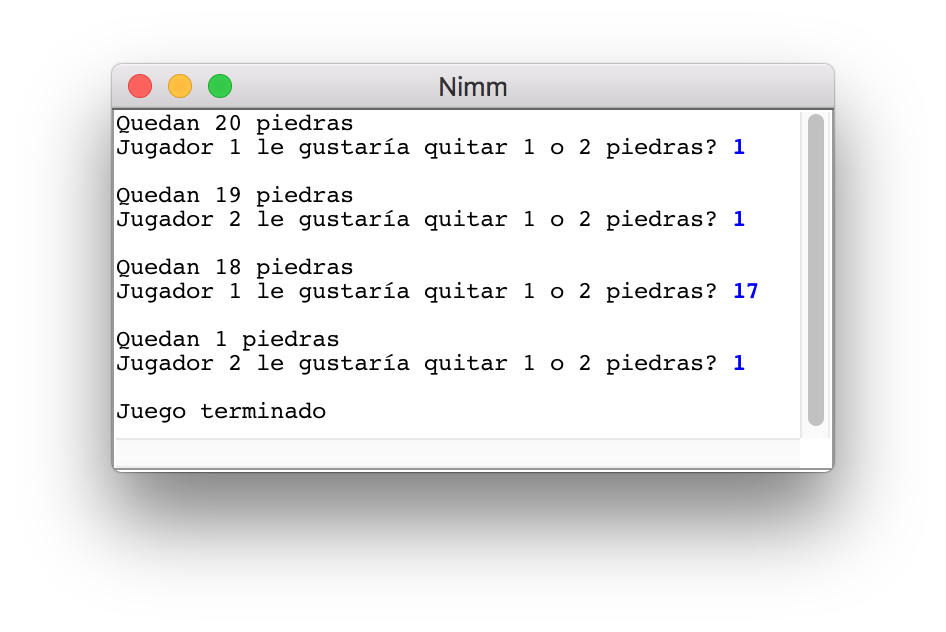 Nimm
Quedan 20 piedras
Jugador 1 le gustaría quitar 1 o 2 piedras? 1
Quedan 19 piedras
Jugador 2 le gustaría quitar 1 o 2 piedras? 1
Quedan 18 piedras
Jugador 1 le gustaría quitar 1 o 2 piedras? 17
Quedan 1 piedras
Jugador 2 le gustaría quitar 1 o 2 piedras? 1
Juego terminado